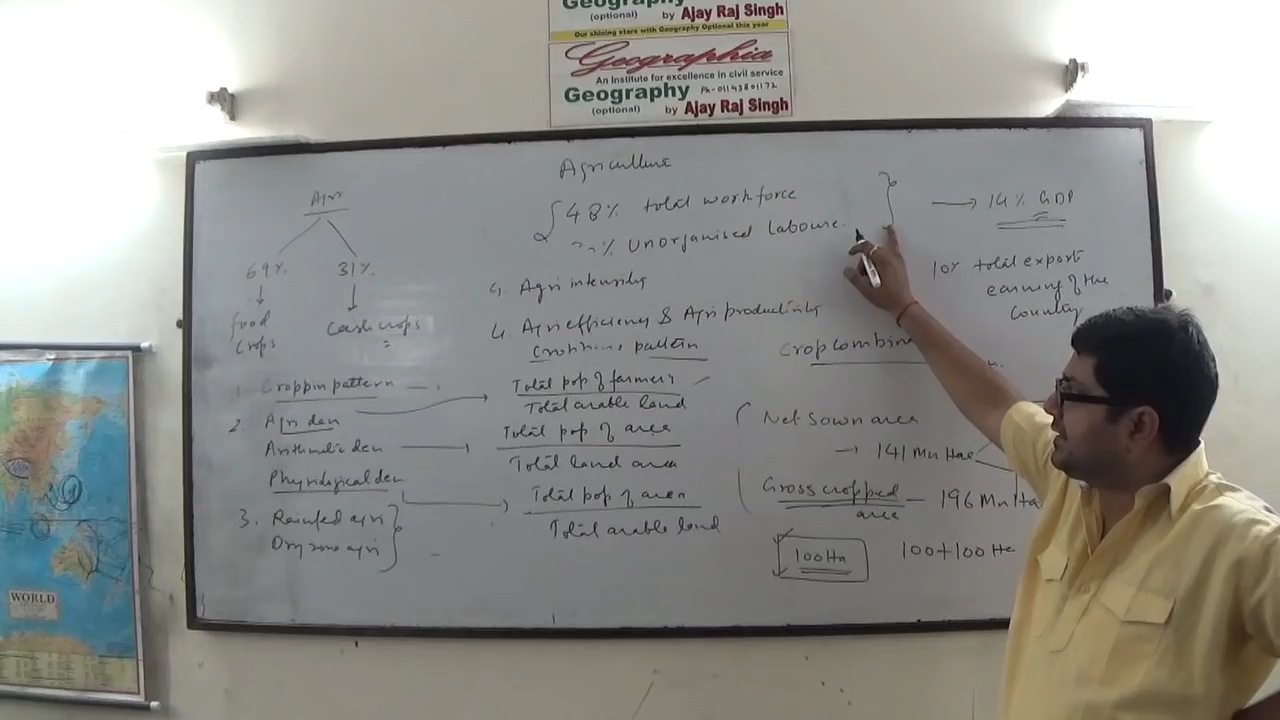 Geography
(optional) by Ajay Raj Singh
Our shining stars with Geography Optional this year
Geographia
An Institute for excellence in civil service
Geography Ph-01143801172
(optional) by Ajay Raj Singh
Agriculture
Agri
69%
31%
food crops
Cash crops
48% total workforce
% Unorganised Labour
14% GDP
10% total export
earning of the
Country
4. Agri intensity
4. Agri efficiency & Agri productivity
Cropping pattern
1. Croppin pattern
2 Agri den
Arithmetic den
Physiological den
3. Rainfed agri
Dry zone agri
Total pop of farmers
Total arable land
Total pop of area
Total land area
Total pop of area
Total arable land
Crop combin
Net Sown area
141 Mn Hae
Gross cropped area
196 Mn Ha
100 Ha
100+100 Ha
WORLD